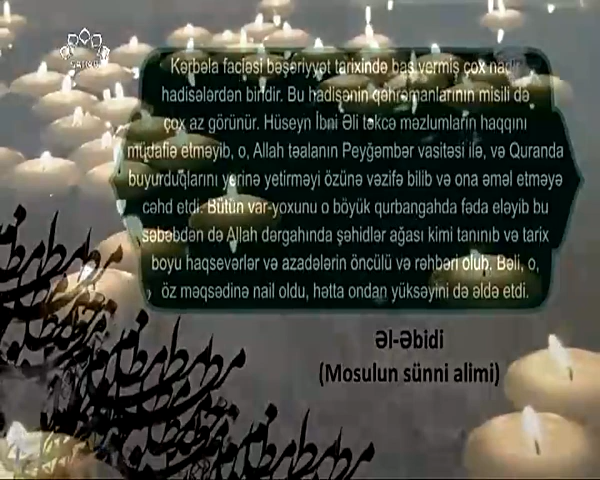 SAHAR
Kərbəla faciəsi bəşəriyyət tarixində baş vermiş çox nadir
hadisələrdən biridir. Bu hadisənin qəhrəmanlarının misili də
çox az görünür. Hüseyn İbni Əli təkcə məzlumların haqqını
müdafiə etməyib, o, Allah təalanın Peyğəmbər vasitəsi ilə, və Quranda
buyurduqlarını yerinə yetirməyi özünə vəzifə bilib və ona əməl etməyə
cəhd etdi. Bütün var-yoxunu o böyük qurbangahda fəda eləyib bu
səbəbdən də Allah dərgahında şəhidlər ağası kimi tanınıb və tarix
boyu haqsevərlər və azadələrin öncülü və rəhbəri olub. Bəli, o,
öz məqsədinə nail oldu, hətta ondan yüksəyini də əldə etdi.
Əl-Əbidi
(Mosulun sünni alimi)